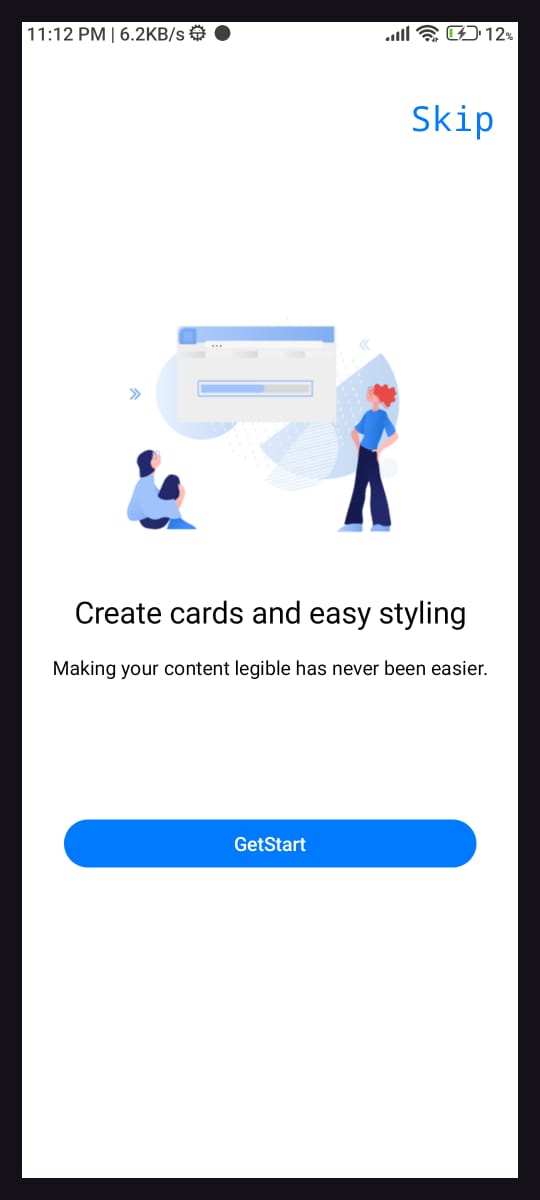 11:12 PM | 6.2KB/s 12%
Skip
Create cards and easy styling
Making your content legible has never been easier.
GetStart